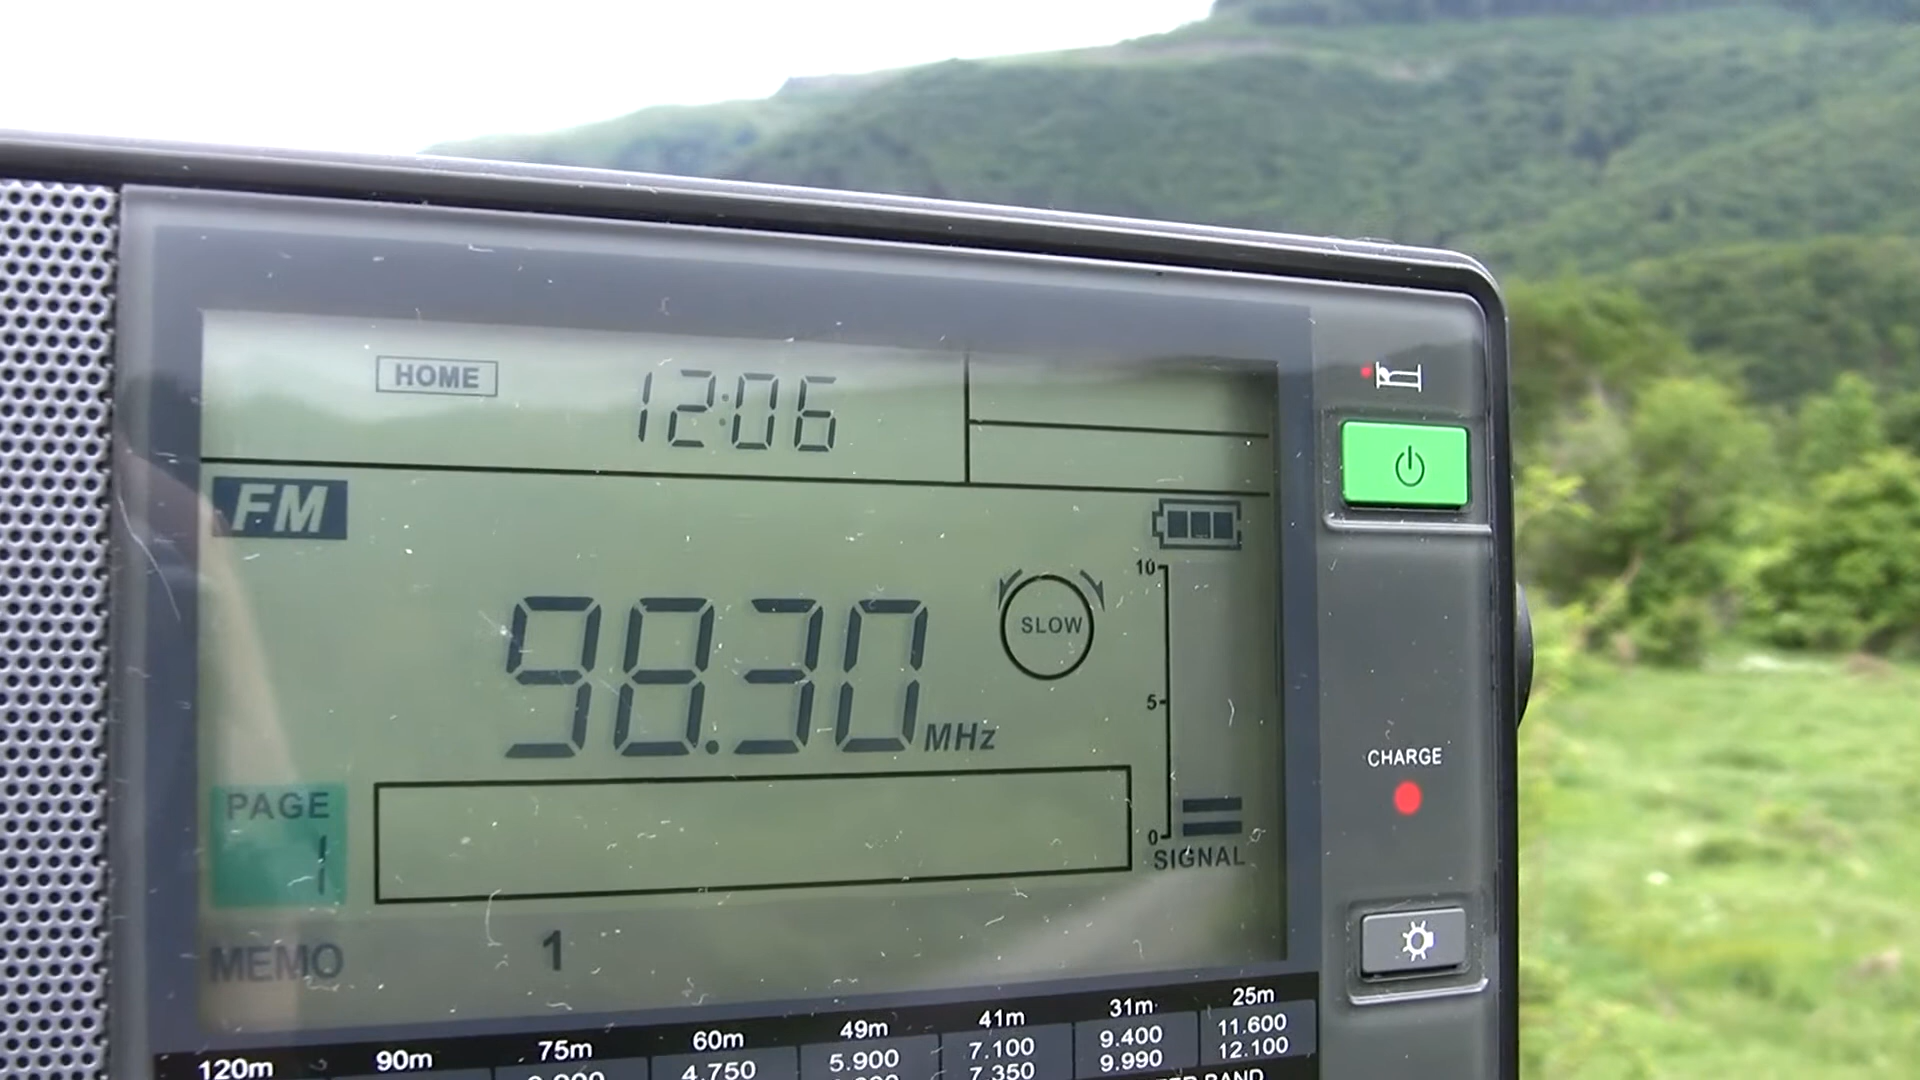 HOME 12:06
FM
98.30 MHz
SLOW
10
5
0
SIGNAL
PAGE
1
MEMO 1
CHARGE
120m 90m 75m 60m 49m 41m 31m 25m
4.750 5.900 7.100 9.400 11.600
7.350 9.990 12.100
BAND